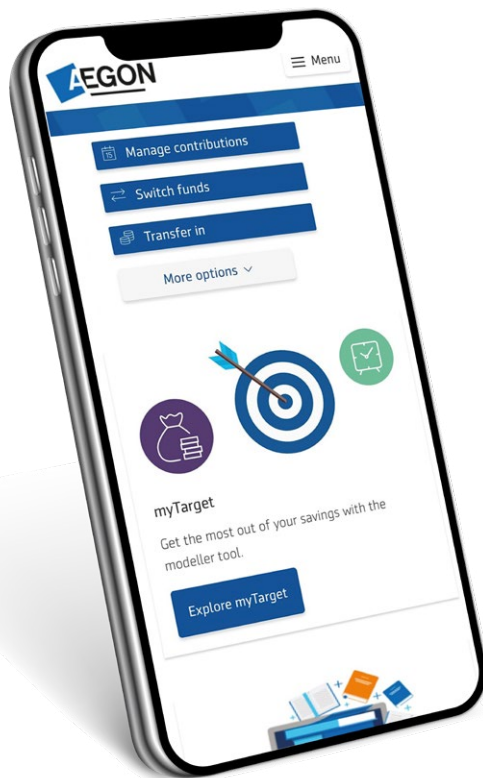 AEGON
Menu
Manage contributions
Switch funds
Transfer in
More options
myTarget
Get the most out of your savings with the
modeller tool.
Explore myTarget